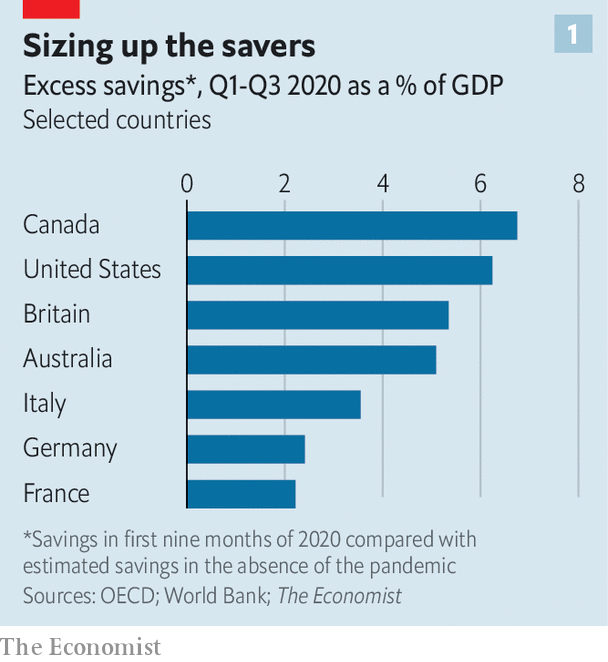 1
Sizing up the savers
Excess savings*, Q1-Q3 2020 as a % of GDP
Selected countries
0 2 4 6 8
Canada
United States
Britain
Australia
Italy
Germany
France
*Savings in first nine months of 2020 compared with
estimated savings in the absence of the pandemic
Sources: OECD; World Bank; The Economist
The Economist